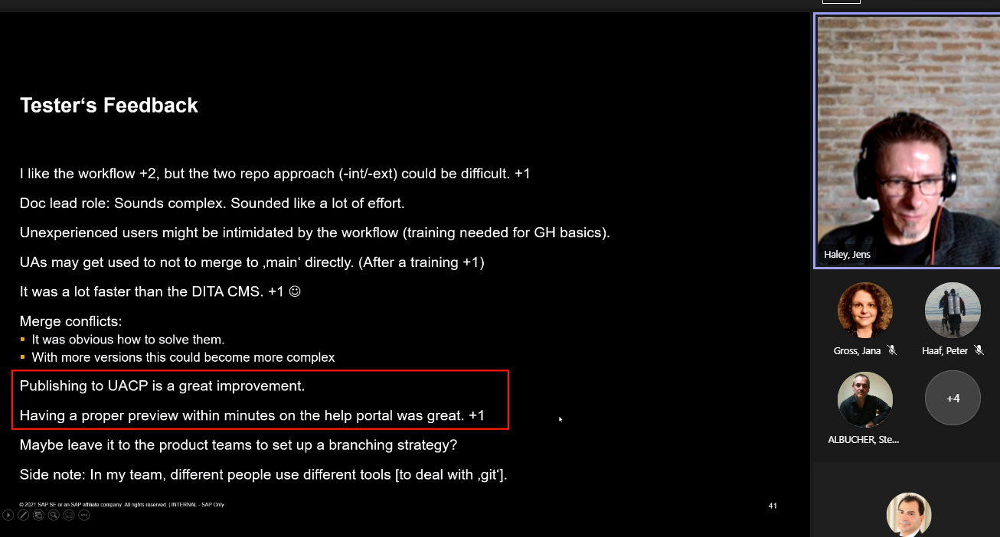 Tester‘s Feedback
I like the workflow +2, but the two repo approach (-int/-ext) could be difficult. +1
Doc lead role: Sounds complex. Sounded like a lot of effort.
Unexperienced users might be intimidated by the workflow (training needed for GH basics).
UAs may get used to not to merge to ‚main‘ directly. (After a training +1)
It was a lot faster than the DITA CMS. +1 ☺
Merge conflicts:
▪ It was obvious how to solve them.
▪ With more versions this could become more complex
Publishing to UACP is a great improvement.
Having a proper preview within minutes on the help portal was great. +1
Maybe leave it to the product teams to set up a branching strategy?
Side note: In my team, different people use different tools [to deal with ‚git‘].
© 2021 SAP SE or an SAP affiliate company. All rights reserved. | INTERNAL - SAP Only
41
Haley, Jens
Gross, Jana
Haaf, Peter
ALBUCHER, Ste...
+4